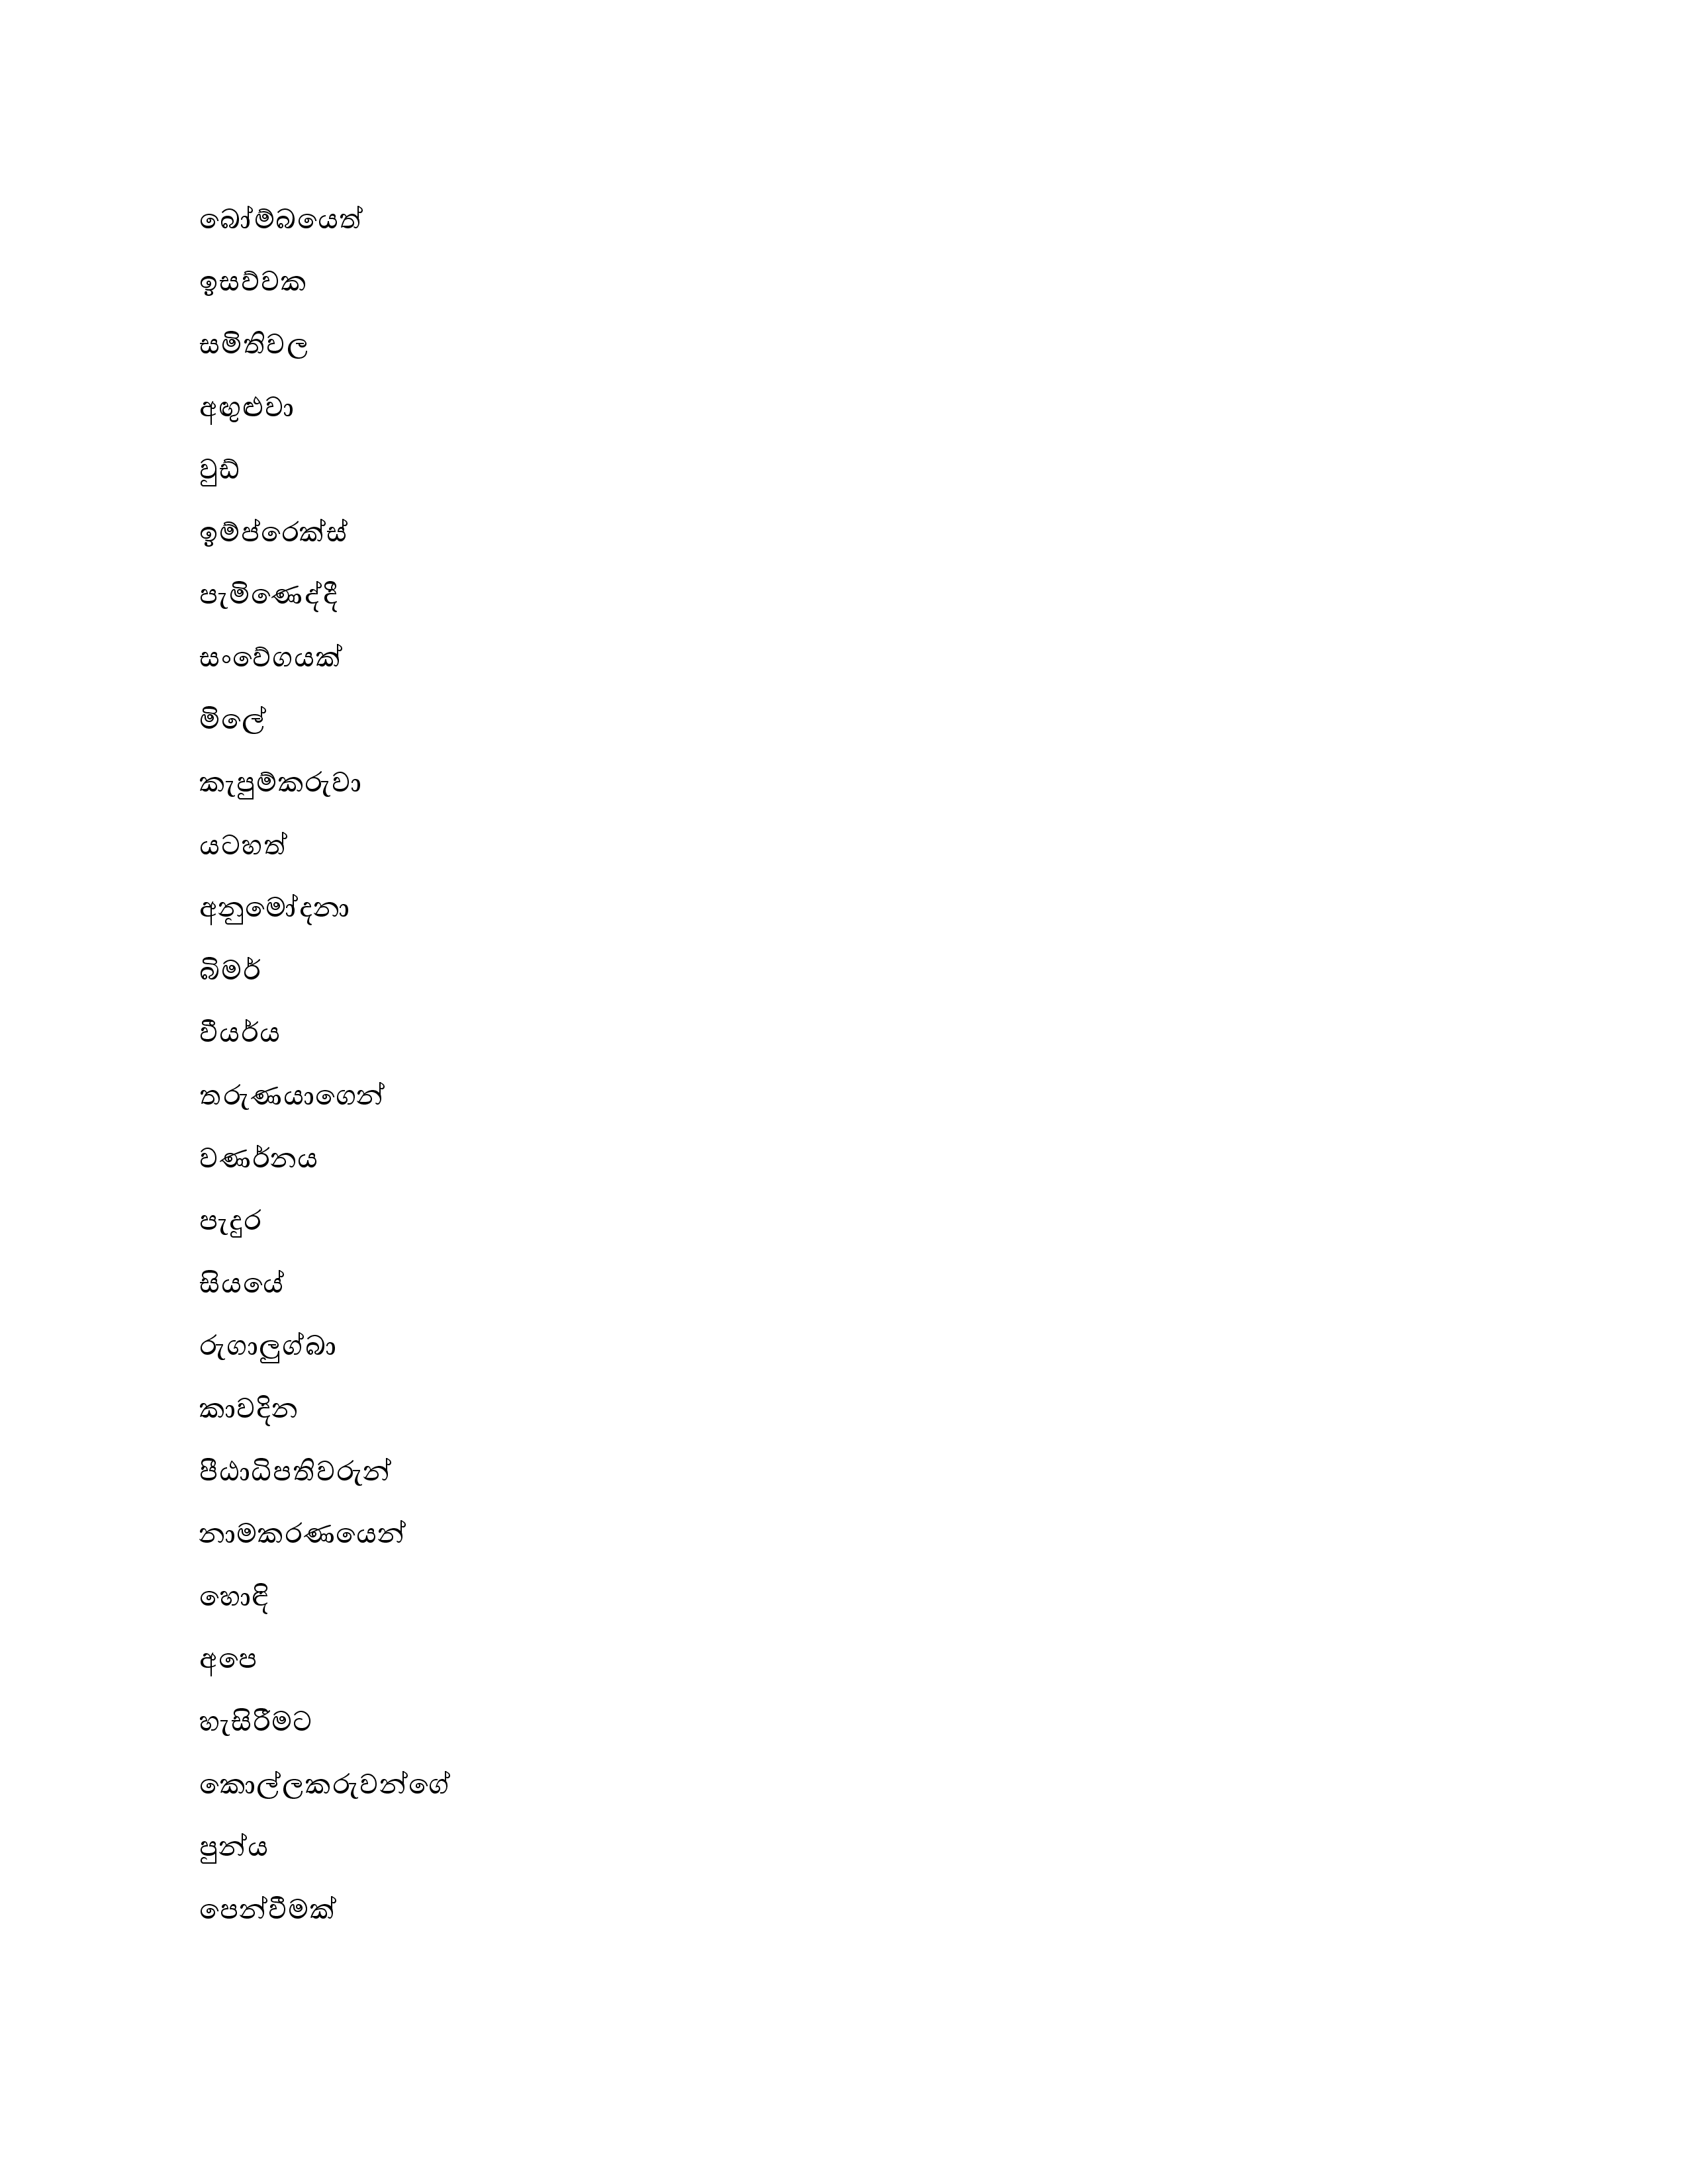 බෝම්බයෙත්
ඉසව්වක
සමිතිවල
අඟුළුවා
වුඩ්
ඉම්ප්රෙක්ස්
පැමිණෙද්දී
සංවේගයක්
මිලේ
කැපුම්කරුවා
යටහත්
අනුමෝදනා
බිමර්
වීයර්ය
තරුණයාගෙන්
වණර්නය
පැදුර
සියයේ
රුගාලුග්බා
කාවදින
පීඨාධිපතිවරුන්
නාමකරණයෙන්
හොඳි
අපෙ
හැසිරීමට
කොල්ලකරුවන්ගේ
පුන්ය
පෙන්වීමක්